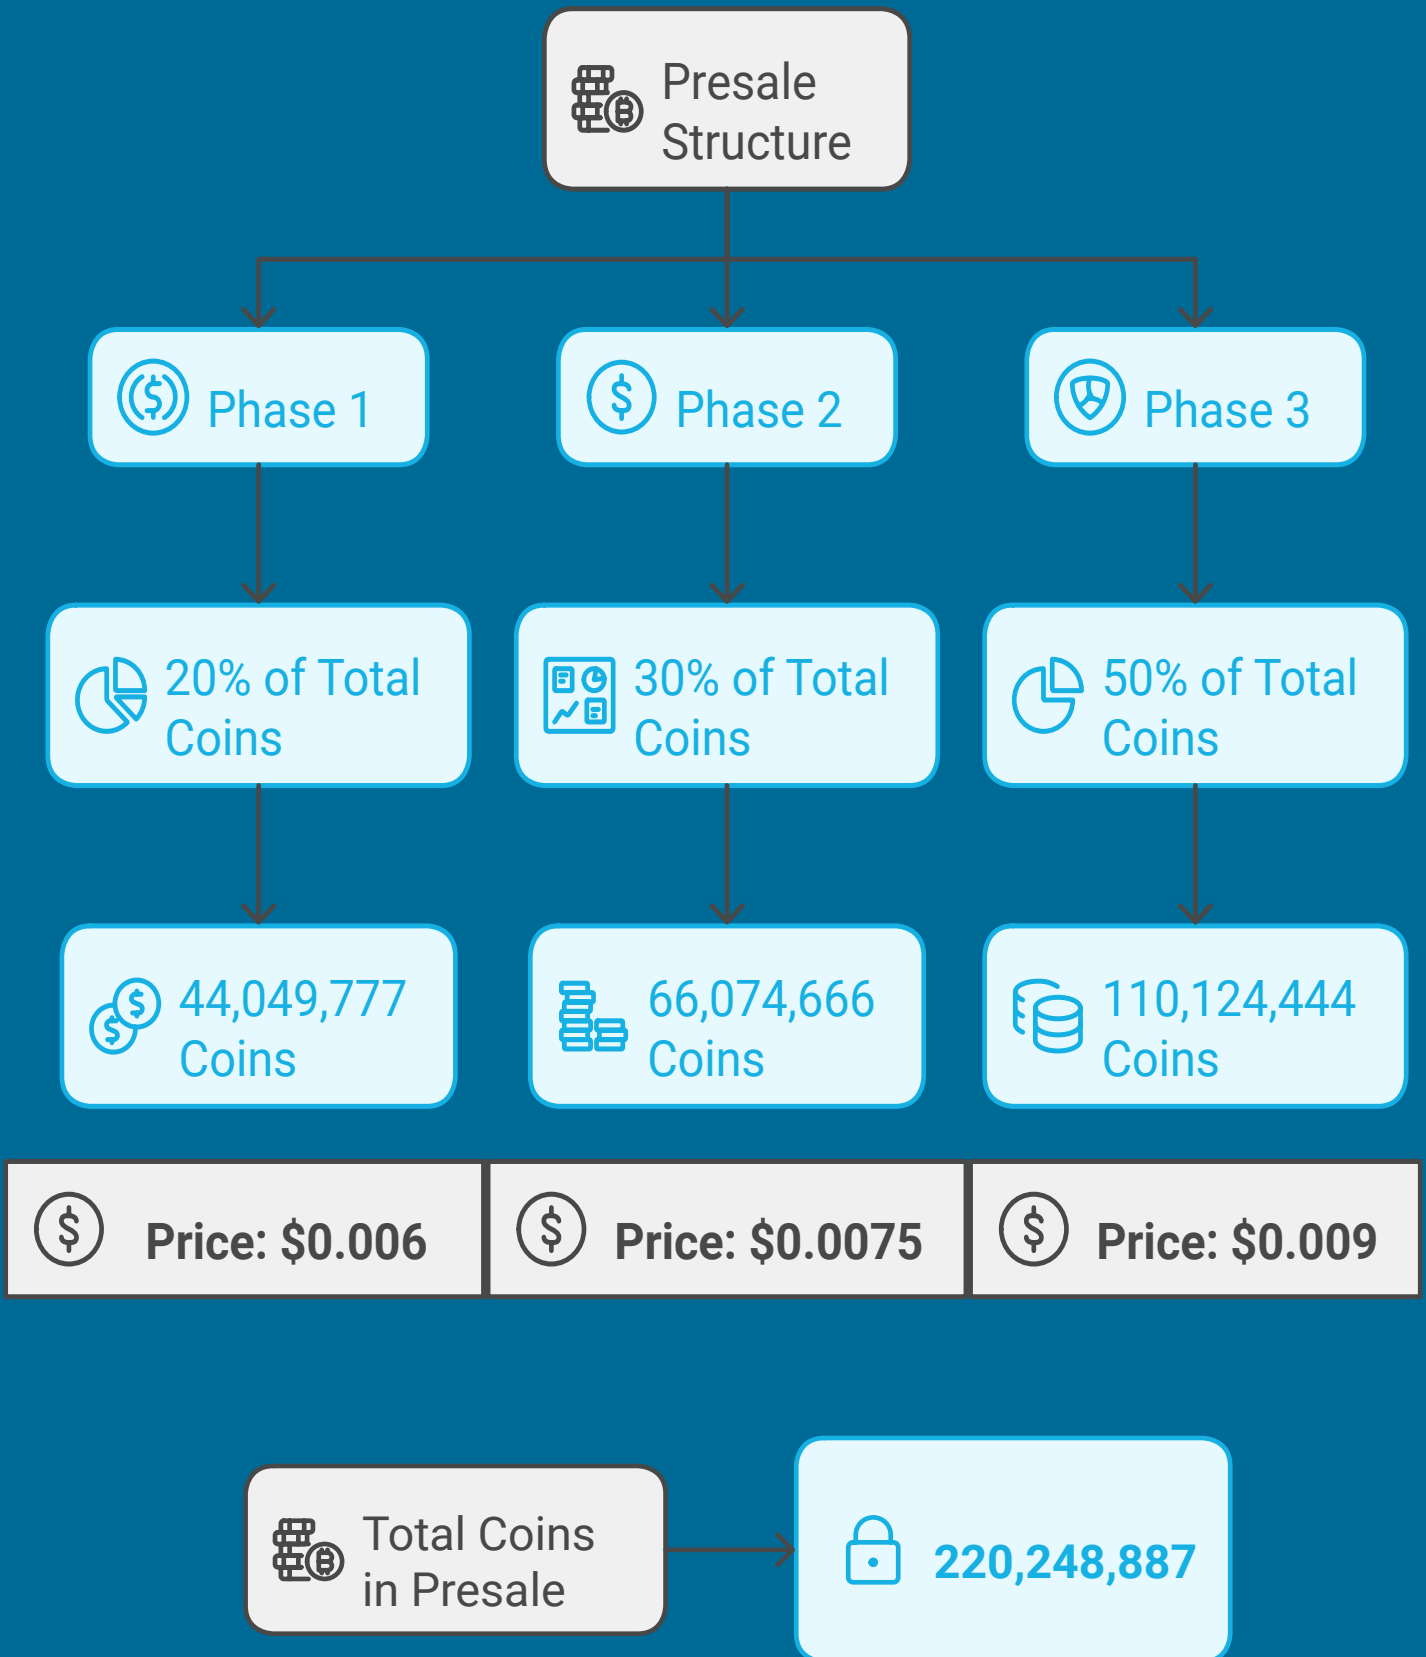 Presale
Structure
Phase 1
Phase 2
Phase 3
20% of Total
Coins
30% of Total
Coins
50% of Total
Coins
44,049,777
Coins
66,074,666
Coins
110,124,444
Coins
Price: $0.006
Price: $0.0075
Price: $0.009
Total Coins
in Presale
220,248,887